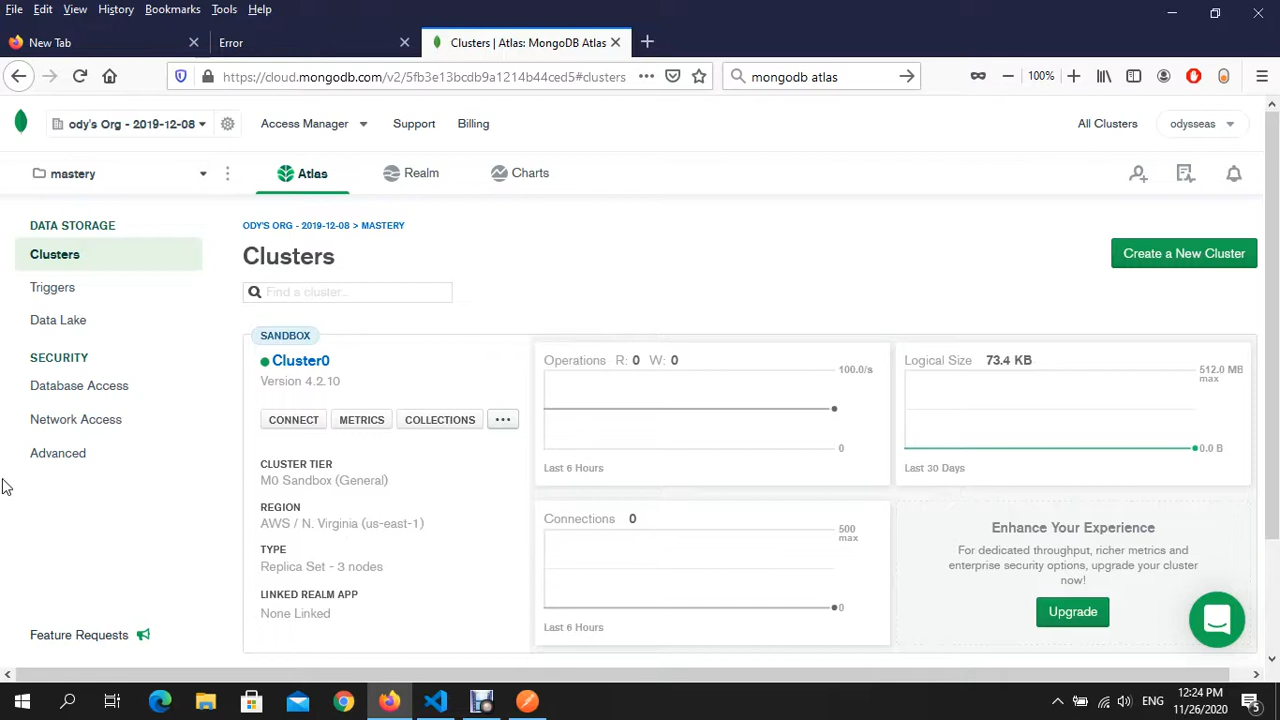 File Edit View History Bookmarks Tools Help
New Tab
Error
Clusters | Atlas: MongoDB Atlas
https://cloud.mongodb.com/v2/5fb3e13bcdb9a1214b44ced5#clusters
mongodb atlas
100%
ody's Org - 2019-12-08
Access Manager
Support
Billing
All Clusters
odysseas
mastery
Atlas
Realm
Charts
DATA STORAGE
Clusters
Triggers
Data Lake
SECURITY
Database Access
Network Access
Advanced
Feature Requests
ODY'S ORG - 2019-12-08 > MASTERY
Clusters
Create a New Cluster
Find a cluster...
SANDBOX
Cluster0
Version 4.2.10
CONNECT METRICS COLLECTIONS ...
CLUSTER TIER
M0 Sandbox (General)
REGION
AWS / N. Virginia (us-east-1)
TYPE
Replica Set - 3 nodes
LINKED REALM APP
None Linked
Operations R: 0 W: 0
100.0/s
0
Last 6 Hours
Logical Size 73.4 KB
512.0 MB
max
0.0 B
Last 30 Days
Connections 0
500
max
0
Last 6 Hours
Enhance Your Experience
For dedicated throughput, richer metrics and
enterprise security options, upgrade your cluster
now!
Upgrade
ENG
12:24 PM
11/26/2020
5